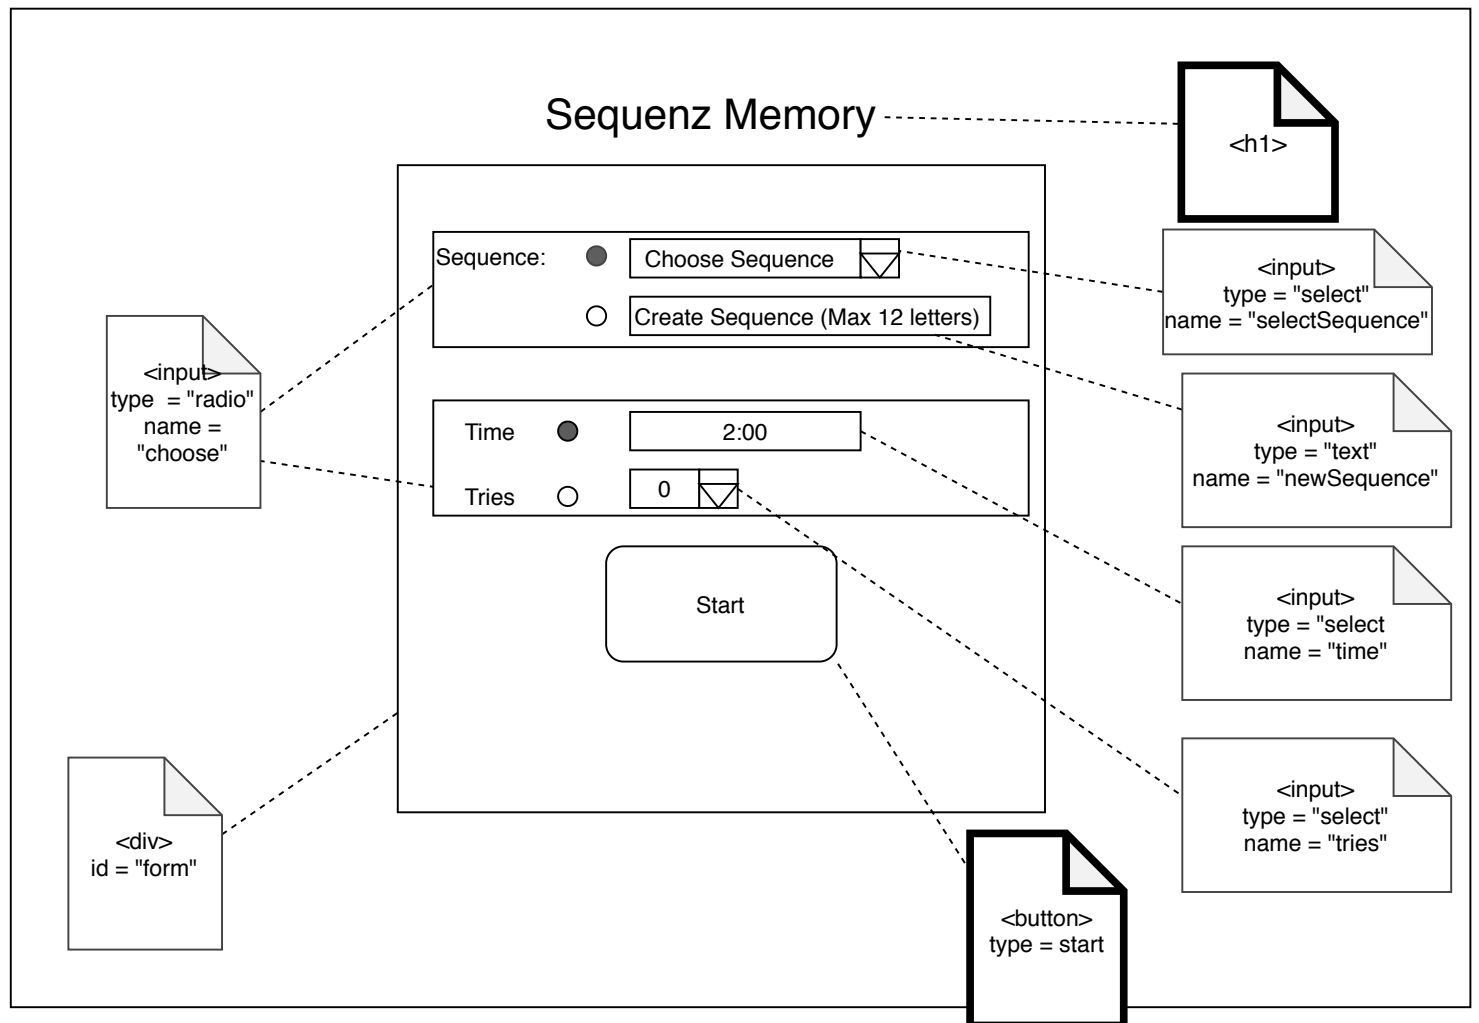 Sequenz Memory
<h1>
Sequence:
Choose Sequence
Create Sequence (Max 12 letters)
<input>
type = "select"
name = "selectSequence"
<input>
type  = "radio"
name =
"choose"
<input>
type = "text"
name = "newSequence"
Time
2:00
Tries
0
Start
<input>
type = "select
name = "time"
<input>
type = "select"
name = "tries"
<div>
id = "form"
<button>
type = start